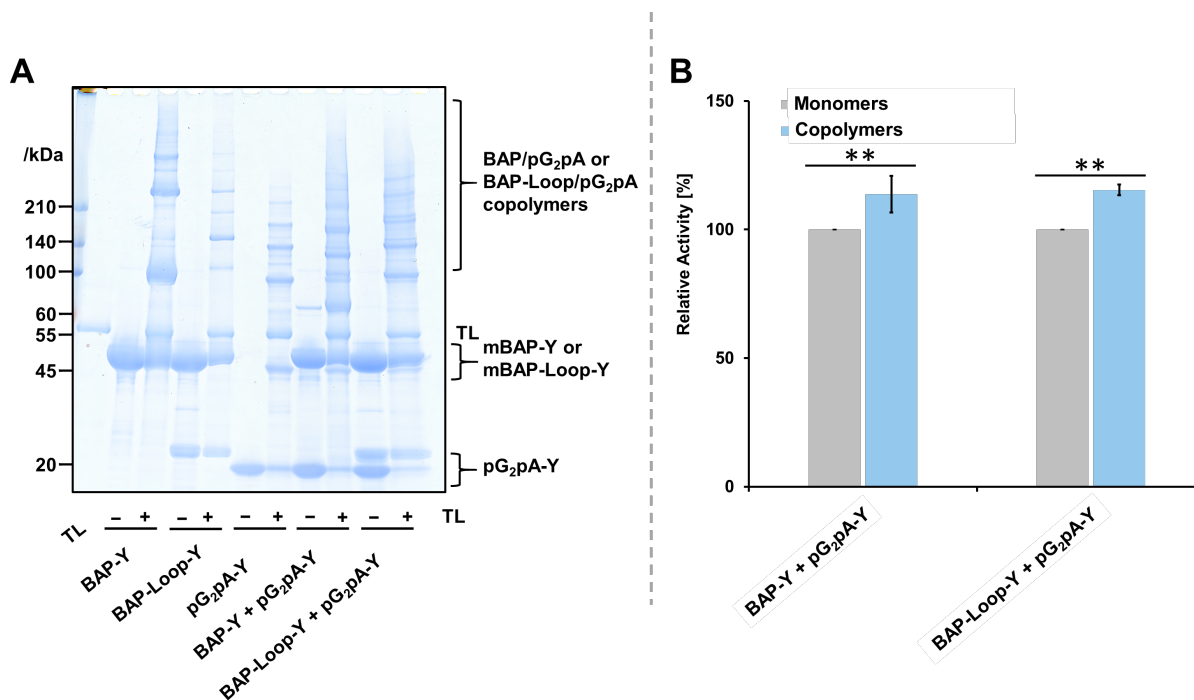 A
/kDa
210
140
100
60
55
45
20
BAP/pG₂pA or
BAP-Loop/pG₂pA
copolymers
TL
mBAP-Y or
mBAP-Loop-Y
pG₂pA-Y
− + − + − + − + − + TL
TL
BAP-Y
BAP-Loop-Y
pG₂pA-Y
BAP-Y + pG₂pA-Y
BAP-Loop-Y + pG₂pA-Y
B
Relative Activity [%]
150
100
50
0
Monomers
Copolymers
**
**
BAP-Y + pG₂pA-Y
BAP-Loop-Y + pG₂pA-Y